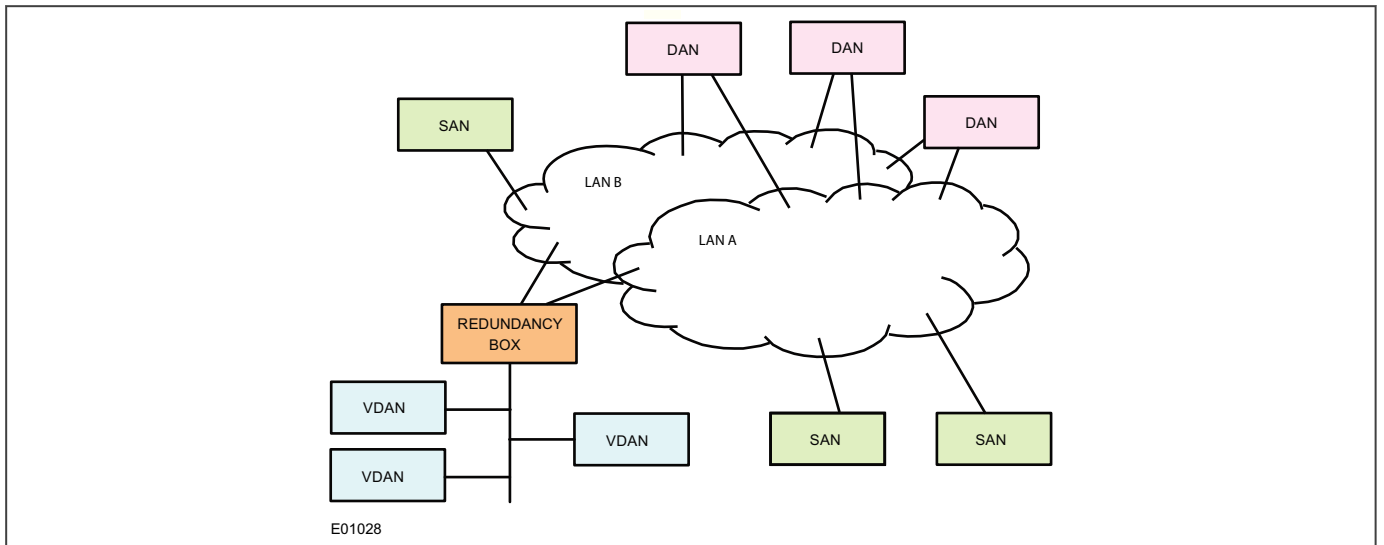 DAN
DAN
DAN
SAN
LAN B
LAN A
REDUNDANCY
BOX
VDAN
VDAN
VDAN
SAN
SAN
E01028